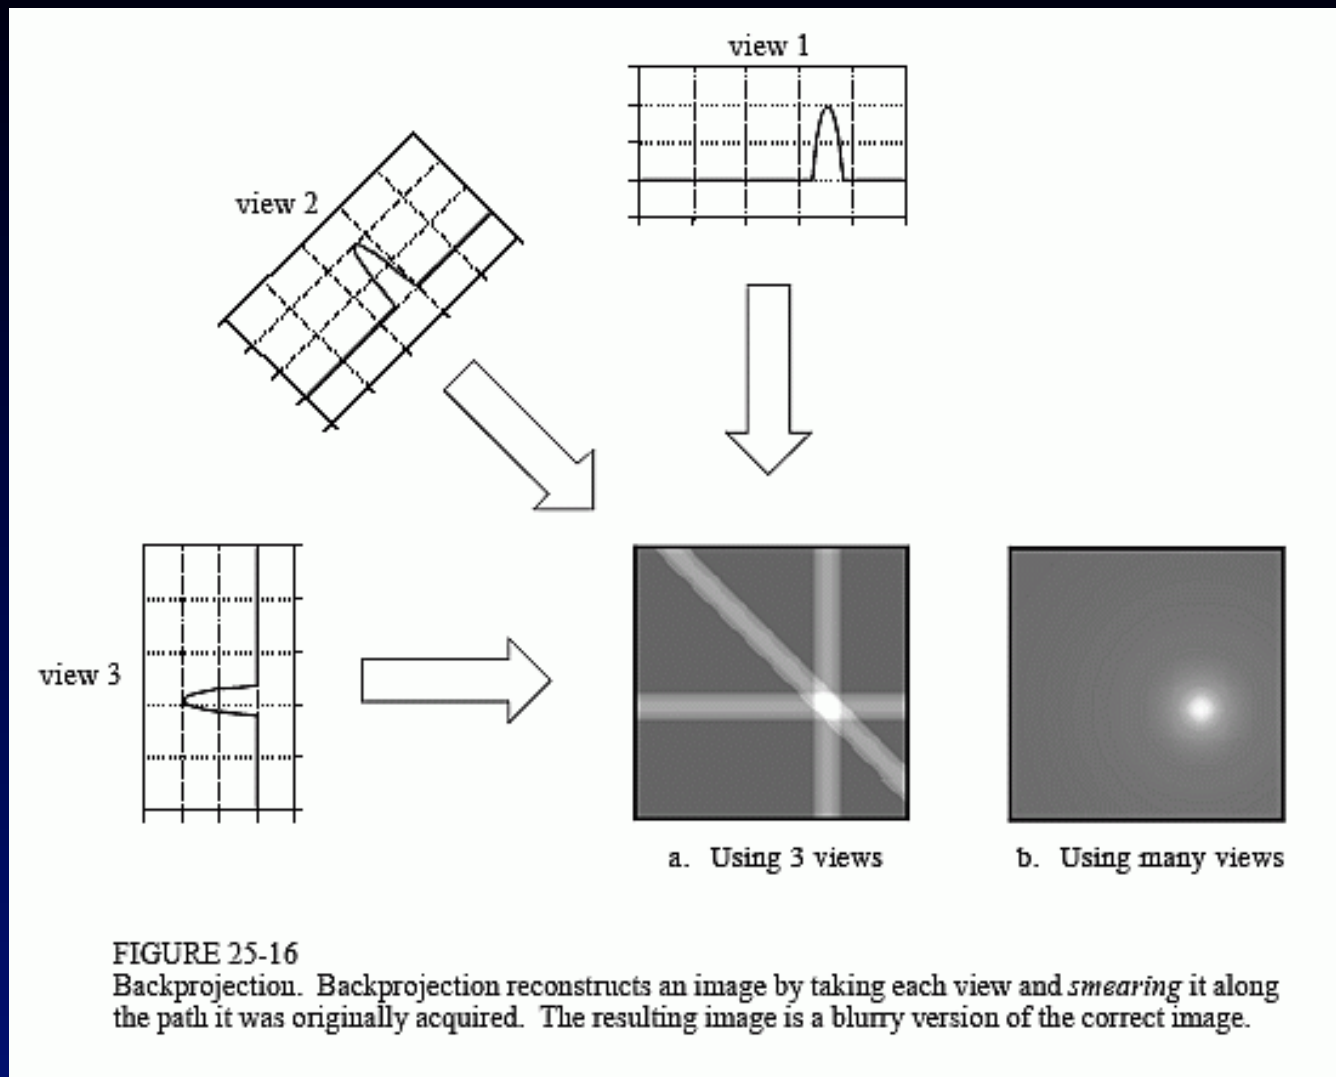 view 1
view 2
view 3
a. Using 3 views
b. Using many views
FIGURE 25-16
Backprojection. Backprojection reconstructs an image by taking each view and smearing it along
the path it was originally acquired. The resulting image is a blurry version of the correct image.